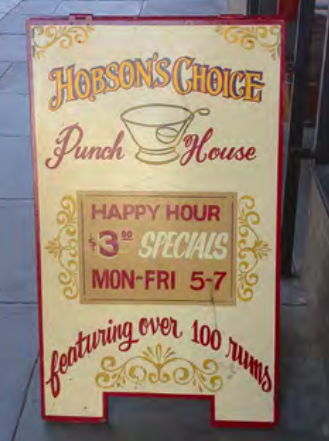 HOBSON'S CHOICE
Punch House
HAPPY HOUR
$3.00 SPECIALS
MON-FRI 5-7
featuring over 100 rums